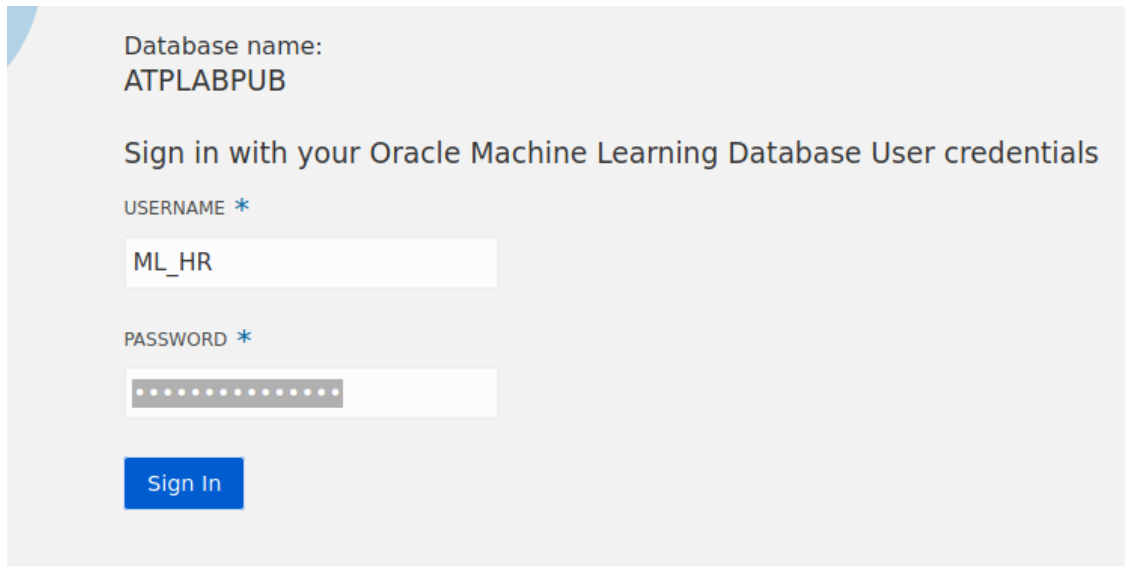 Database name:
ATPLABPUB
Sign in with your Oracle Machine Learning Database User credentials
USERNAME *
ML_HR
PASSWORD *
•••••••••••••••
Sign In